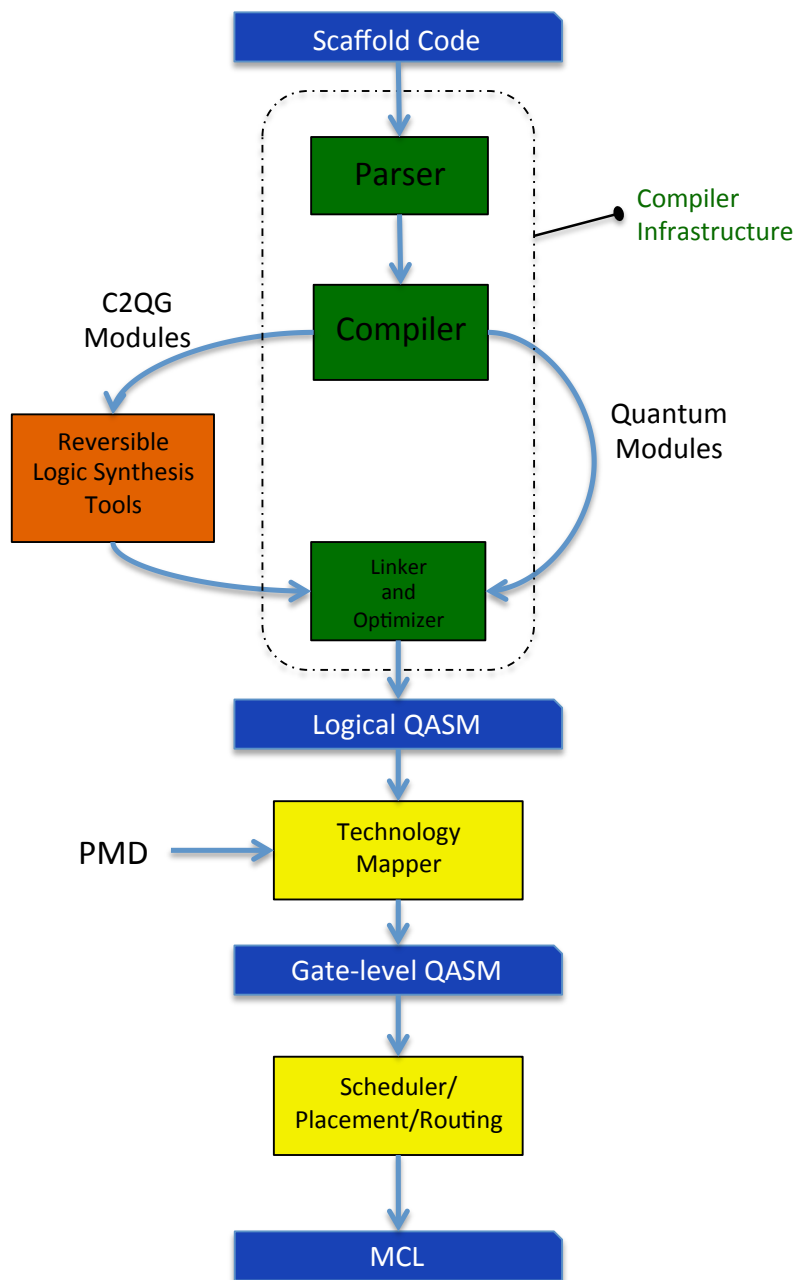 Scaffold Code
Parser
Compiler
Infrastructure
C2QG
Modules
Compiler
Quantum
Modules
Reversible
Logic Synthesis
Tools
Linker
and
Optimizer
Logical QASM
Technology
Mapper
PMD
Gate-level QASM
Scheduler/
Placement/Routing
MCL